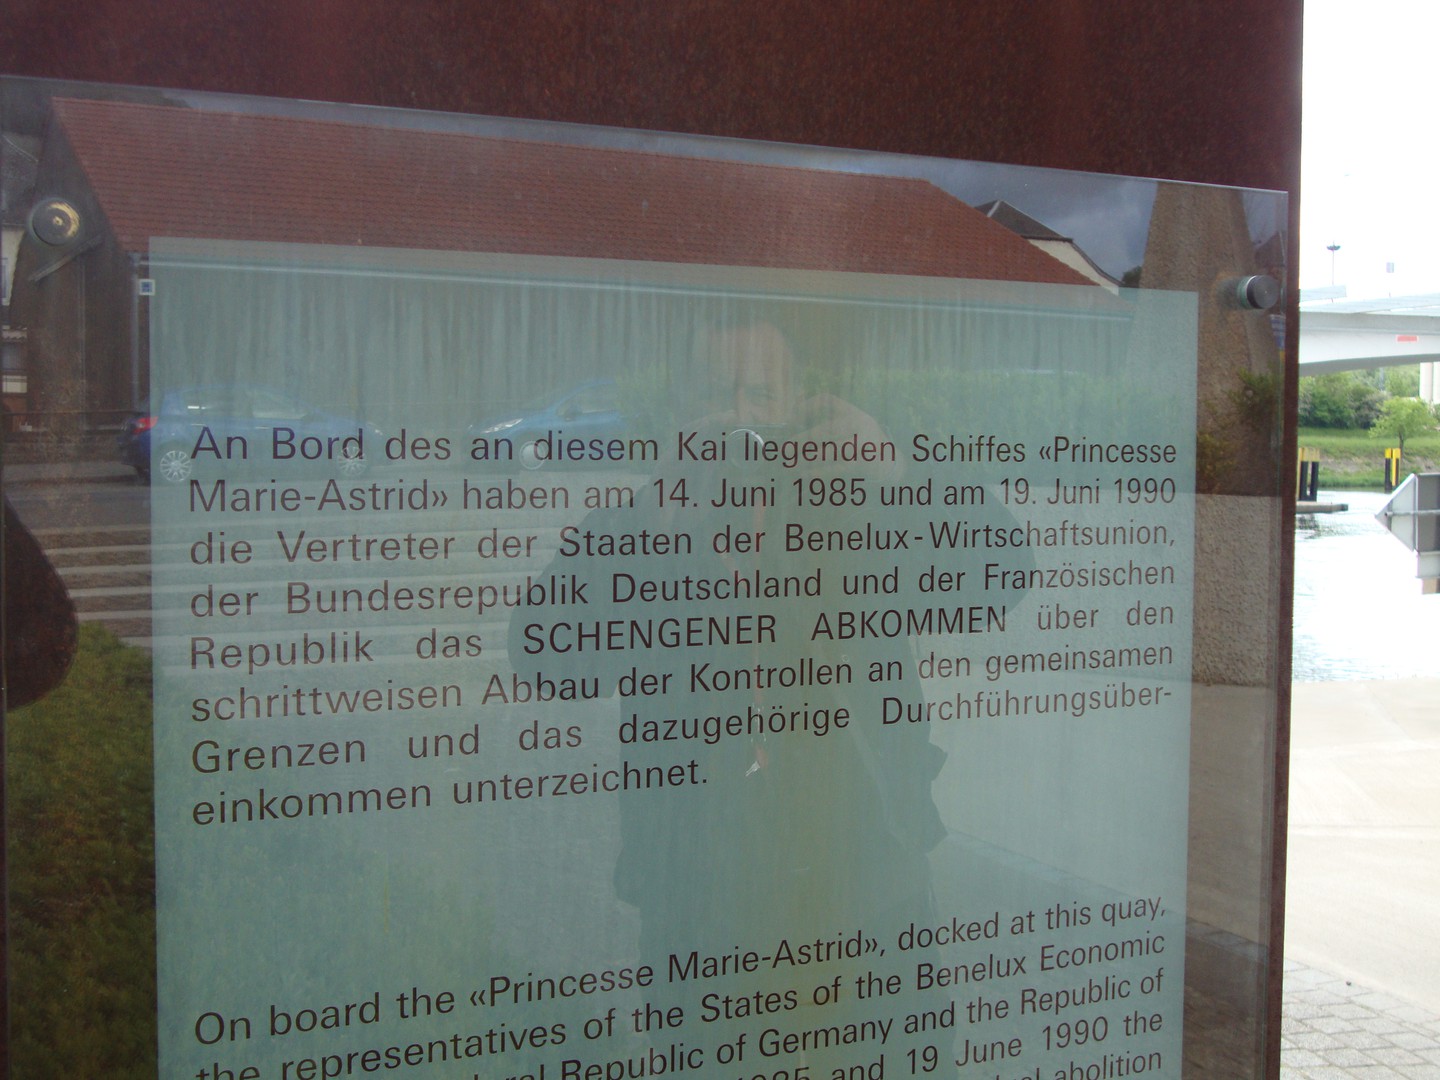 An Bord des an diesem Kai liegenden Schiffes «Princesse
Marie-Astrid» haben am 14. Juni 1985 und am 19. Juni 1990
die Vertreter der Staaten der Benelux-Wirtschaftsunion,
der Bundesrepublik Deutschland und der Französischen
Republik das SCHENGENER ABKOMMEN über den
schrittweisen Abbau der Kontrollen an den gemeinsamen
Grenzen und das dazugehörige Durchführungsüber-
einkommen unterzeichnet.
On board the «Princesse Marie-Astrid», docked at this quay,
the representatives of the States of the Benelux Economic
Republic of Germany and the Republic of
and 19 June 1990 the
abolition